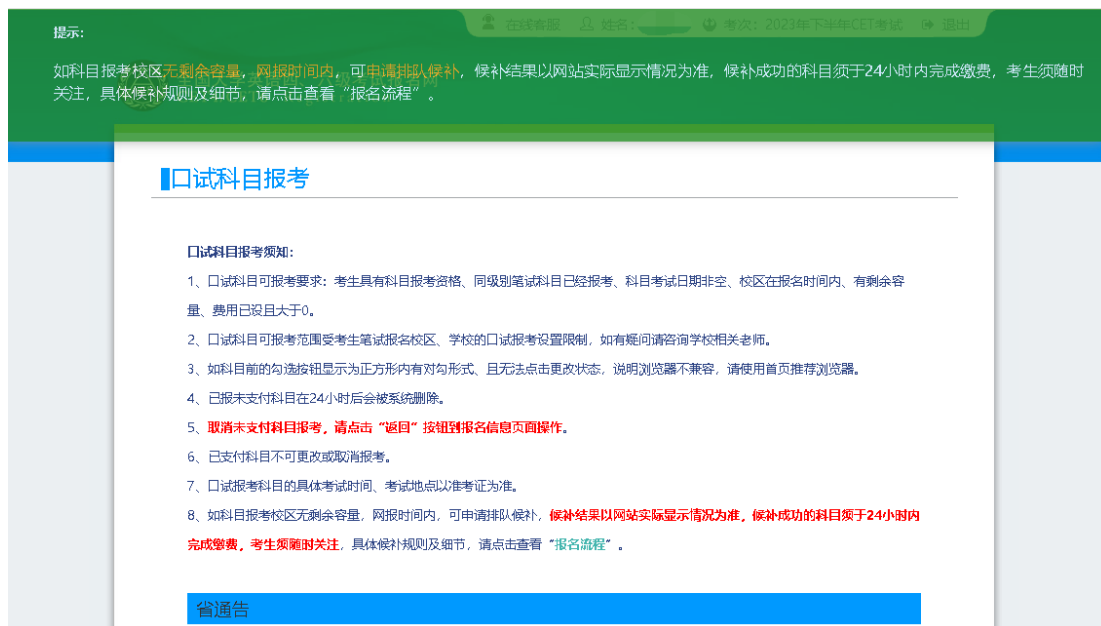 在线客服 姓名: 考次：2023年下半年CET考试 退出
提示:
如科目报考校区无剩余容量，网报时间内，可申请排队候补，候补结果以网站实际显示情况为准，候补成功的科目须于24小时内完成缴费，考生须随时
关注，具体候补规则及细节，请点击查看“报名流程”。
口试科目报考
口试科目报考须知:
1、口试科目可报考要求：考生具有科目报考资格、同级别笔试科目已经报考、科目考试日期非空、校区在报名时间内、有剩余容
量、费用已设且大于0。
2、口试科目可报考范围受考生笔试报名校区、学校的口试报考设置限制，如有疑问请咨询学校相关老师。
3、如科目前的勾选按钮显示为正方形内有对勾形式、且无法点击更改状态，说明浏览器不兼容，请使用首页推荐浏览器。
4、已报未支付科目在24小时后会被系统删除。
5、取消未支付科目报考，请点击“返回”按钮到报名信息页面操作。
6、已支付科目不可更改或取消报考。
7、口试报考科目的具体考试时间、考试地点以准考证为准。
8、如科目报考校区无剩余容量，网报时间内，可申请排队候补，候补结果以网站实际显示情况为准，候补成功的科目须于24小时内
完成缴费，考生须随时关注，具体候补规则及细节，请点击查看“报名流程”。
省通告